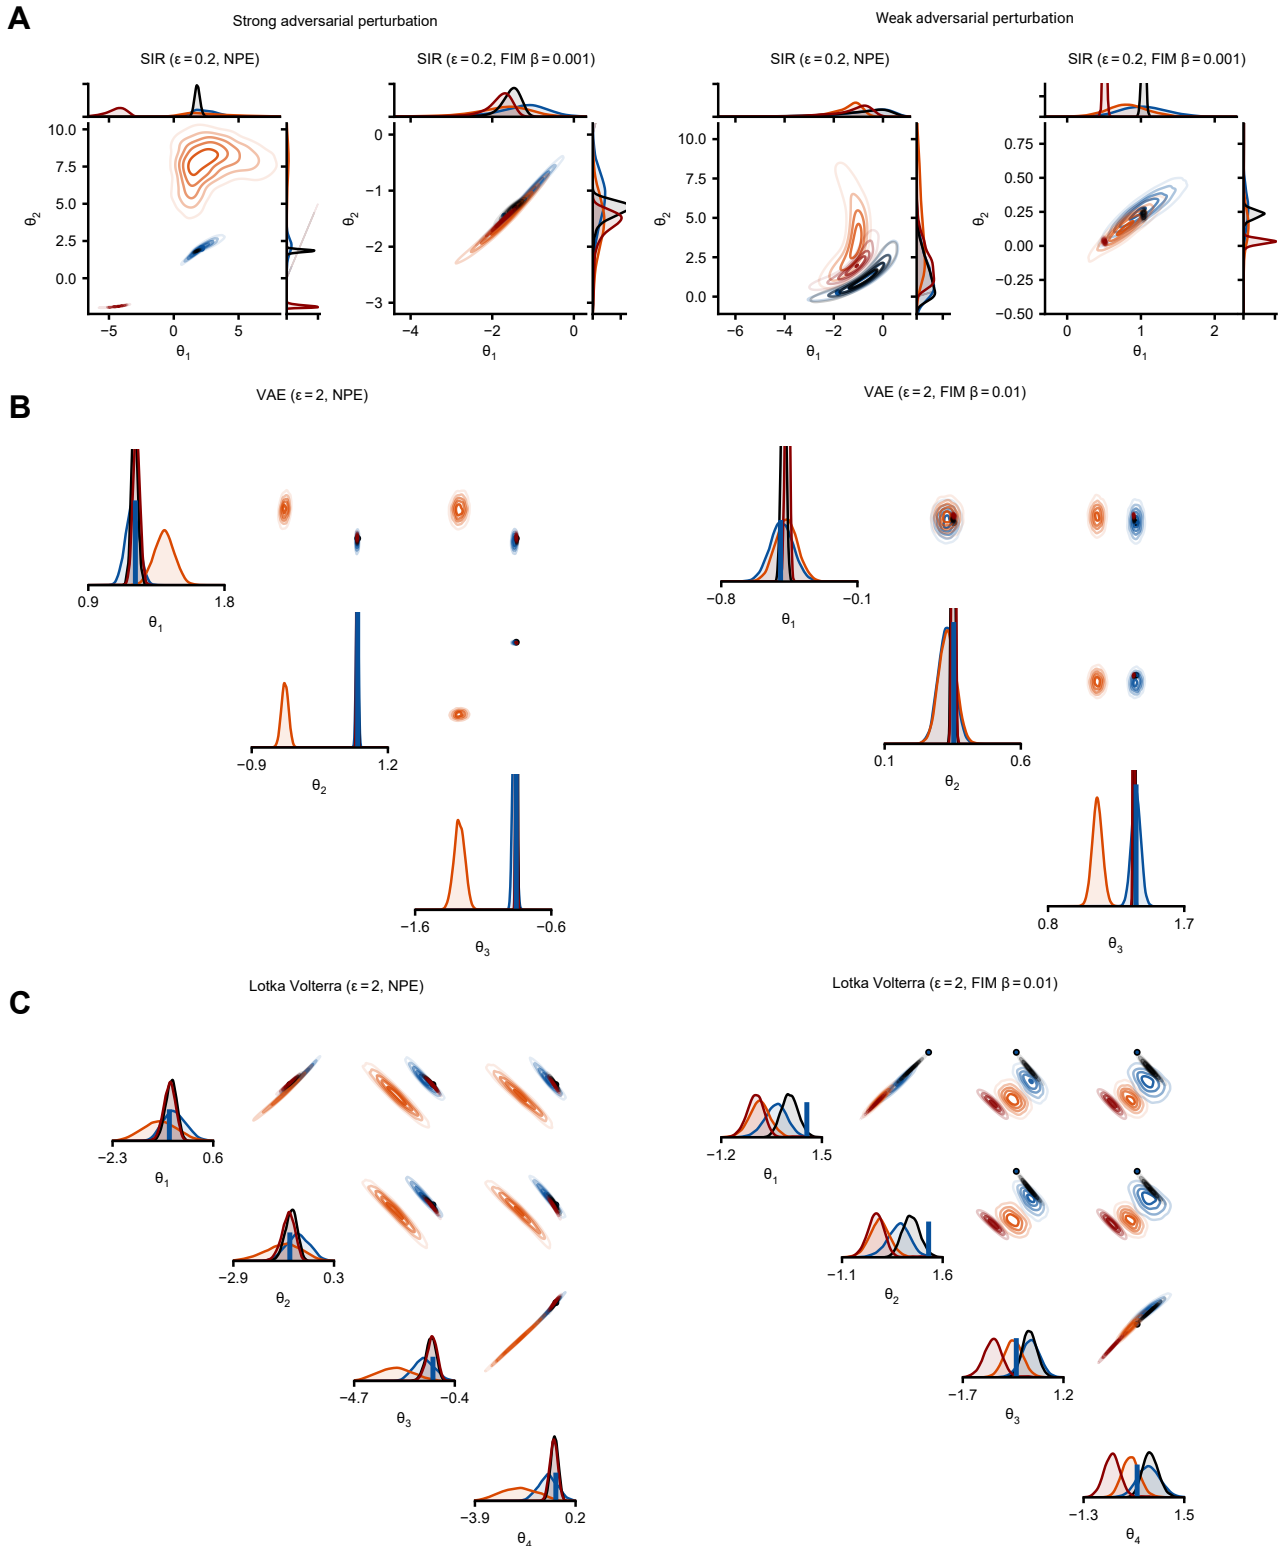 A
Strong adversarial perturbation
Weak adversarial perturbation
SIR (ε = 0.2, NPE)
SIR (ε = 0.2, FIM β = 0.001)
SIR (ε = 0.2, NPE)
SIR (ε = 0.2, FIM β = 0.001)
10.0
7.5
5.0
2.5
0.0
θ2
−5
0
5
θ1
0
−1
−2
−3
θ2
−4
−2
0
θ1
10.0
7.5
5.0
2.5
0.0
θ2
−6
−4
−2
0
θ1
0.75
0.50
0.25
0.00
−0.25
−0.50
θ2
0
1
2
θ1
B
VAE (ε = 2, NPE)
VAE (ε = 2, FIM β = 0.01)
0.9
1.8
θ1
−0.9
1.2
θ2
−1.6
−0.6
θ3
−0.8
−0.1
θ1
0.1
0.6
θ2
0.8
1.7
θ3
C
Lotka Volterra (ε = 2, NPE)
Lotka Volterra (ε = 2, FIM β = 0.01)
−2.3
0.6
θ1
−2.9
0.3
θ2
−4.7
−0.4
θ3
−3.9
0.2
θ4
−1.2
1.5
θ1
−1.1
1.6
θ2
−1.7
1.2
θ3
−1.3
1.5
θ4